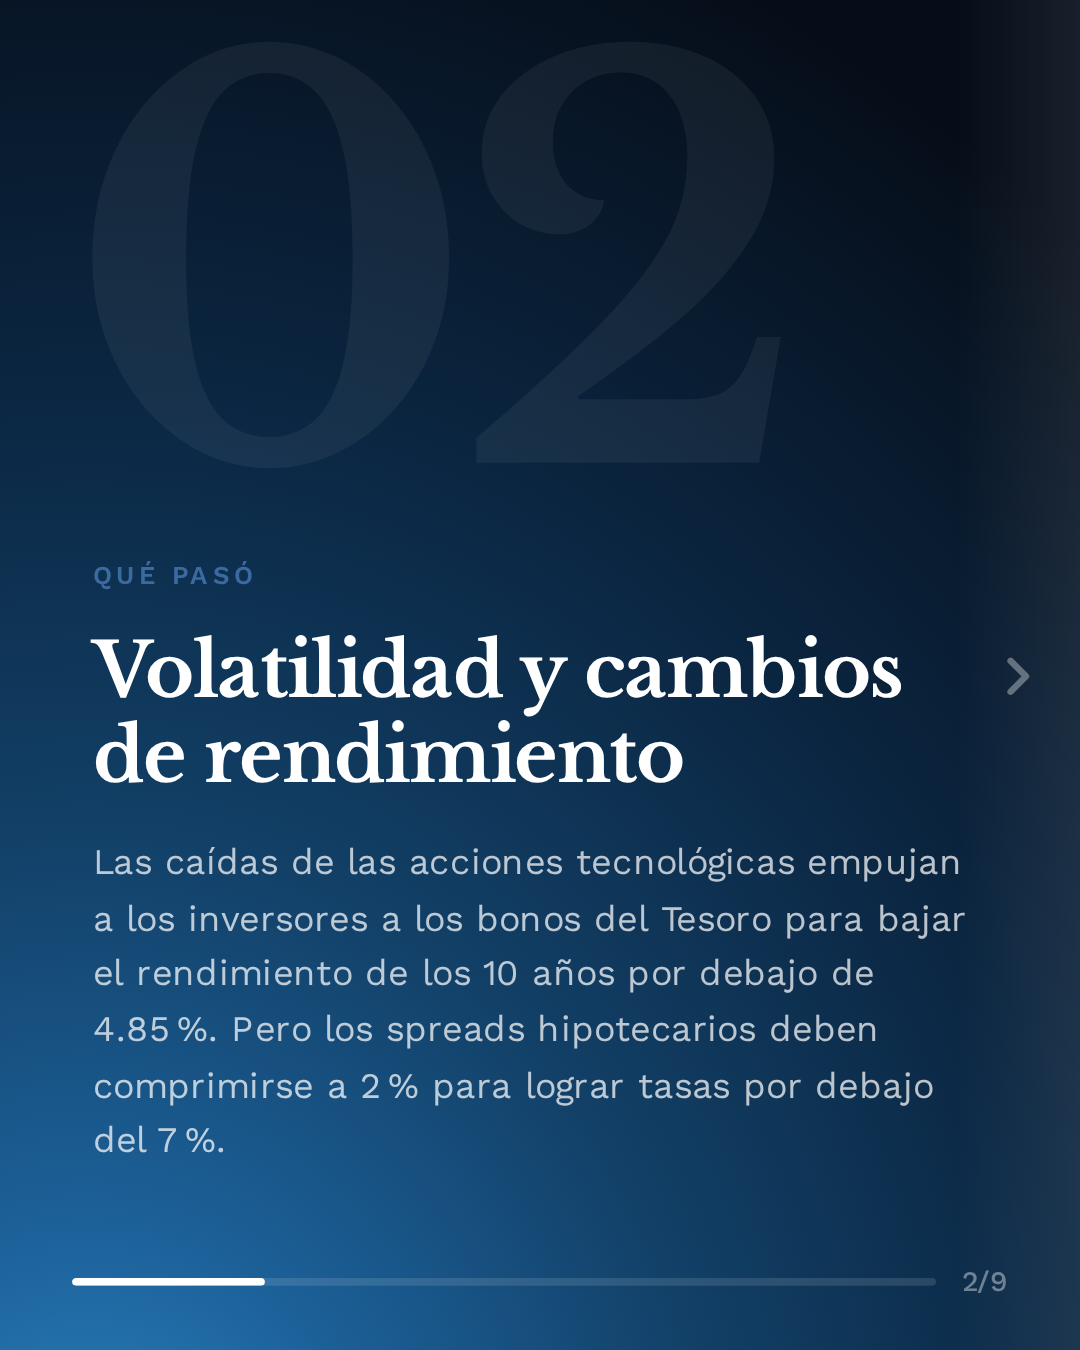 02
QUÉ PASÓ
Volatilidad y cambios
de rendimiento
Las caídas de las acciones tecnológicas empujan
a los inversores a los bonos del Tesoro para bajar
el rendimiento de los 10 años por debajo de
4.85 %. Pero los spreads hipotecarios deben
comprimirse a 2 % para lograr tasas por debajo
del 7 %.
2/9